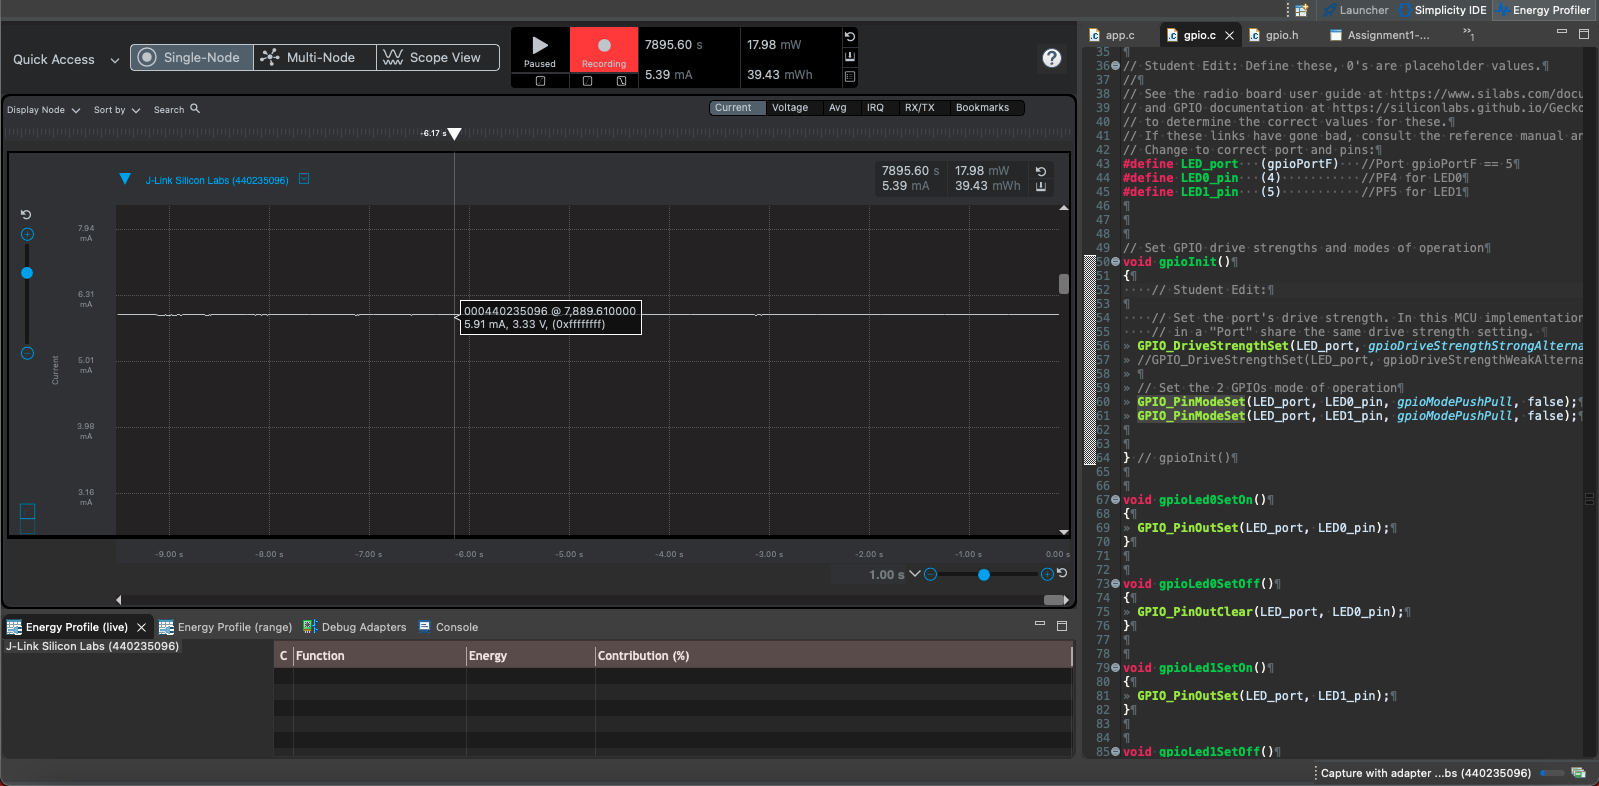 Launcher Simplicity IDE Energy Profiler
Quick Access
Single-Node Multi-Node Scope View
Paused
Recording
7895.60 s 17.98 mW
5.39 mA 39.43 mWh
app.c gpio.c gpio.h Assignment1-... »1
Display Node Sort by Search
Current Voltage Avg IRQ RX/TX Bookmarks
-6.17 s
J-Link Silicon Labs (440235096)
7895.60 s 17.98 mW
5.39 mA 39.43 mWh
7.94
mA
6.31
mA
5.01
mA
3.98
mA
3.16
mA
Current
000440235096 @ 7,889.610000
5.91 mA, 3.33 V, (0xffffffff)
-9.00 s -8.00 s -7.00 s -6.00 s -5.00 s -4.00 s -3.00 s -2.00 s -1.00 s 0.00 s
1.00 s
Energy Profile (live) Energy Profile (range) Debug Adapters Console
J-Link Silicon Labs (440235096)
C Function Energy Contribution (%)
35 ¶
36 // Student Edit: Define these, 0's are placeholder values.¶
37 //¶
38 // See the radio board user guide at https://www.silabs.com/docu
39 // and GPIO documentation at https://siliconlabs.github.io/Gecko
40 // to determine the correct values for these.¶
41 // If these links have gone bad, consult the reference manual an
42 // Change to correct port and pins:¶
43 #define LED_port (gpioPortF) //Port gpioPortF == 5¶
44 #define LED0_pin (4) //PF4 for LED0¶
45 #define LED1_pin (5) //PF5 for LED1¶
46 ¶
47 ¶
48 ¶
49 // Set GPIO drive strengths and modes of operation¶
50 void gpioInit()¶
51 {¶
52 // Student Edit:¶
53 ¶
54 // Set the port's drive strength. In this MCU implementation
55 // in a "Port" share the same drive strength setting. ¶
56 » GPIO_DriveStrengthSet(LED_port, gpioDriveStrengthStrongAlterna
57 » //GPIO_DriveStrengthSet(LED_port, gpioDriveStrengthWeakAlterna
58 » ¶
59 » // Set the 2 GPIOs mode of operation¶
60 » GPIO_PinModeSet(LED_port, LED0_pin, gpioModePushPull, false);¶
61 » GPIO_PinModeSet(LED_port, LED1_pin, gpioModePushPull, false);¶
62 ¶
63 ¶
64 } // gpioInit()¶
65 ¶
66 ¶
67 void gpioLed0SetOn()¶
68 {¶
69 » GPIO_PinOutSet(LED_port, LED0_pin);¶
70 }¶
71 ¶
72 ¶
73 void gpioLed0SetOff()¶
74 {¶
75 » GPIO_PinOutClear(LED_port, LED0_pin);¶
76 }¶
77 ¶
78 ¶
79 void gpioLed1SetOn()¶
80 {¶
81 » GPIO_PinOutSet(LED_port, LED1_pin);¶
82 }¶
83 ¶
84 ¶
85 void gpioLed1SetOff()¶
Capture with adapter ...bs (440235096)